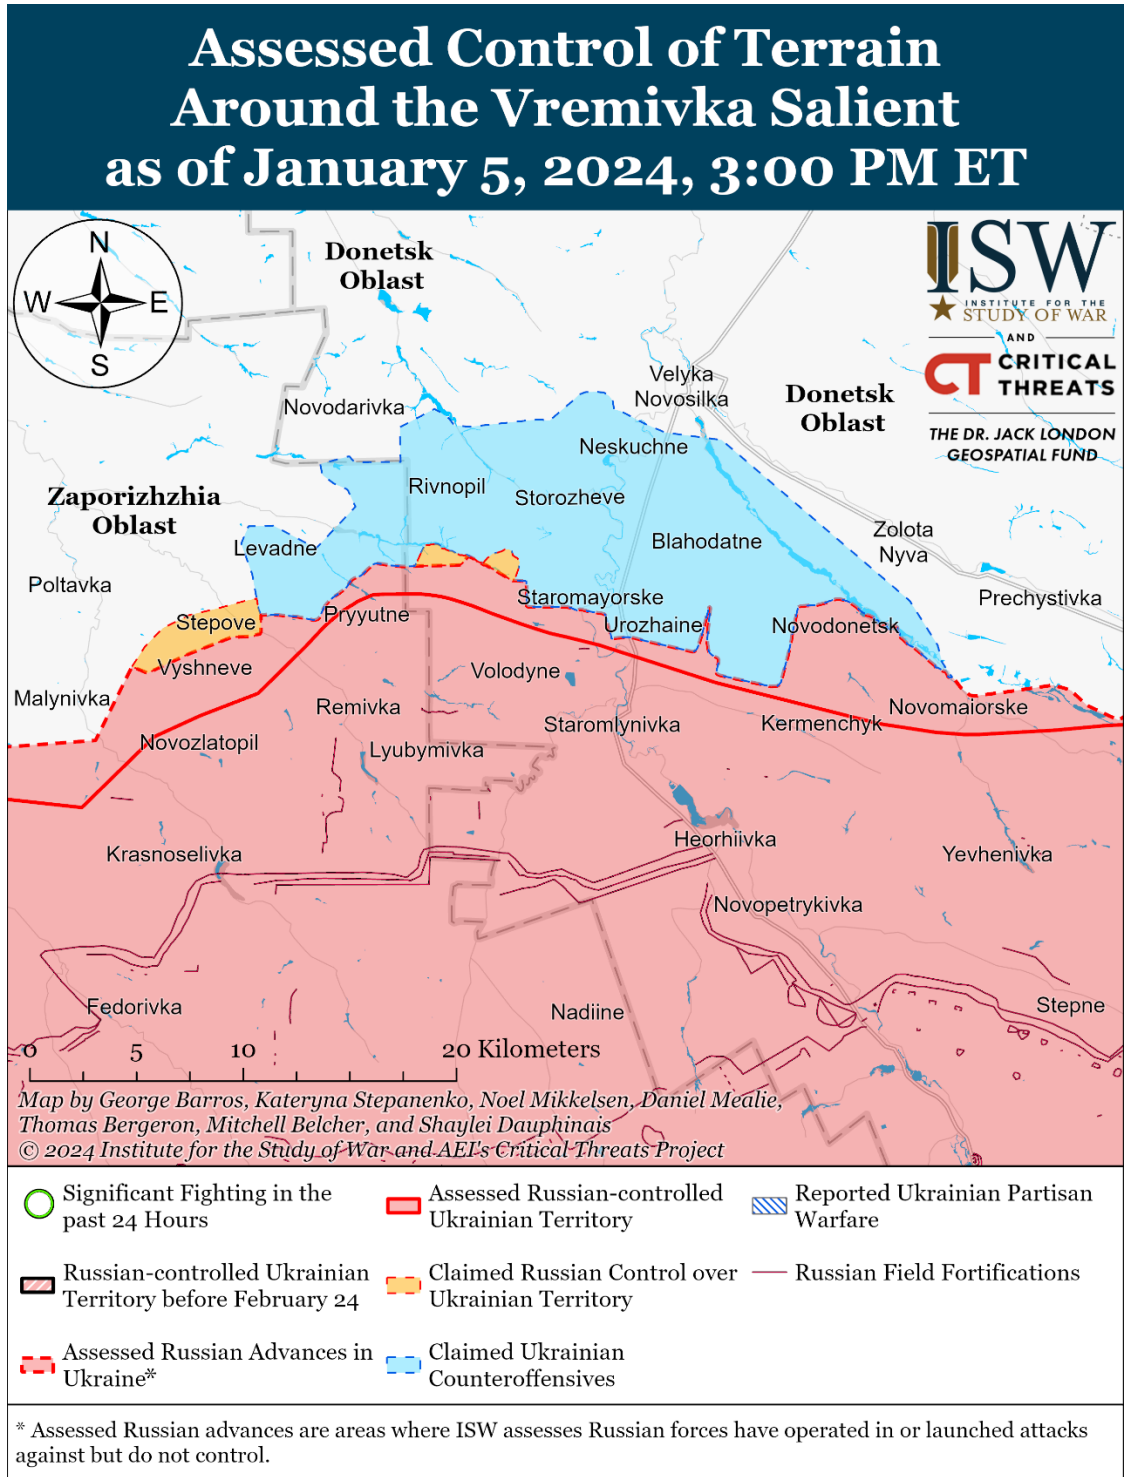 Assessed Control of Terrain
Around the Vremivka Salient
as of January 5, 2024, 3:00 PM ET
N
W
E
S
Donetsk
Oblast
ISW
INSTITUTE FOR THE
STUDY OF WAR
AND
CT CRITICAL
THREATS
THE DR. JACK LONDON
GEOSPATIAL FUND
Velyka
Novosilka
Donetsk
Oblast
Novodarivka
Neskuchne
Rivnopil
Storozheve
Zaporizhzhia
Oblast
Levadne
Blahodatne
Zolota
Nyva
Poltavka
Prechystivka
Staromayorske
Stepove
Pryyutne
Urozhaine
Novodonetsk
Vyshneve
Volodyne
Malynivka
Remivka
Novomaiorske
Staromlynivka
Kermenchyk
Novozlatopil
Lyubymivka
Heorhiivka
Krasnoselivka
Yevhenivka
Novopetrykivka
Fedorivka
Nadiine
Stepne
0 5 10 20 Kilometers
Map by George Barros, Kateryna Stepanenko, Noel Mikkelsen, Daniel Mealie,
Thomas Bergeron, Mitchell Belcher, and Shaylei Dauphinais
© 2024 Institute for the Study of War and AEI's Critical Threats Project
Significant Fighting in the
past 24 Hours
Assessed Russian-controlled
Ukrainian Territory
Reported Ukrainian Partisan
Warfare
Russian-controlled Ukrainian
Territory before February 24
Claimed Russian Control over
Ukrainian Territory
Russian Field Fortifications
Assessed Russian Advances in
Ukraine*
Claimed Ukrainian
Counteroffensives
* Assessed Russian advances are areas where ISW assesses Russian forces have operated in or launched attacks
against but do not control.